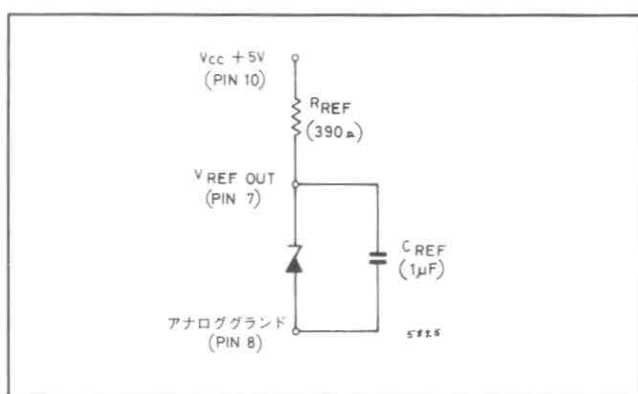 Vcc +5V
(PIN 10)
RREF
(390Ω)
VREF OUT
(PIN 7)
CREF
(1μF)
アナログランド
(PIN 8)
5825